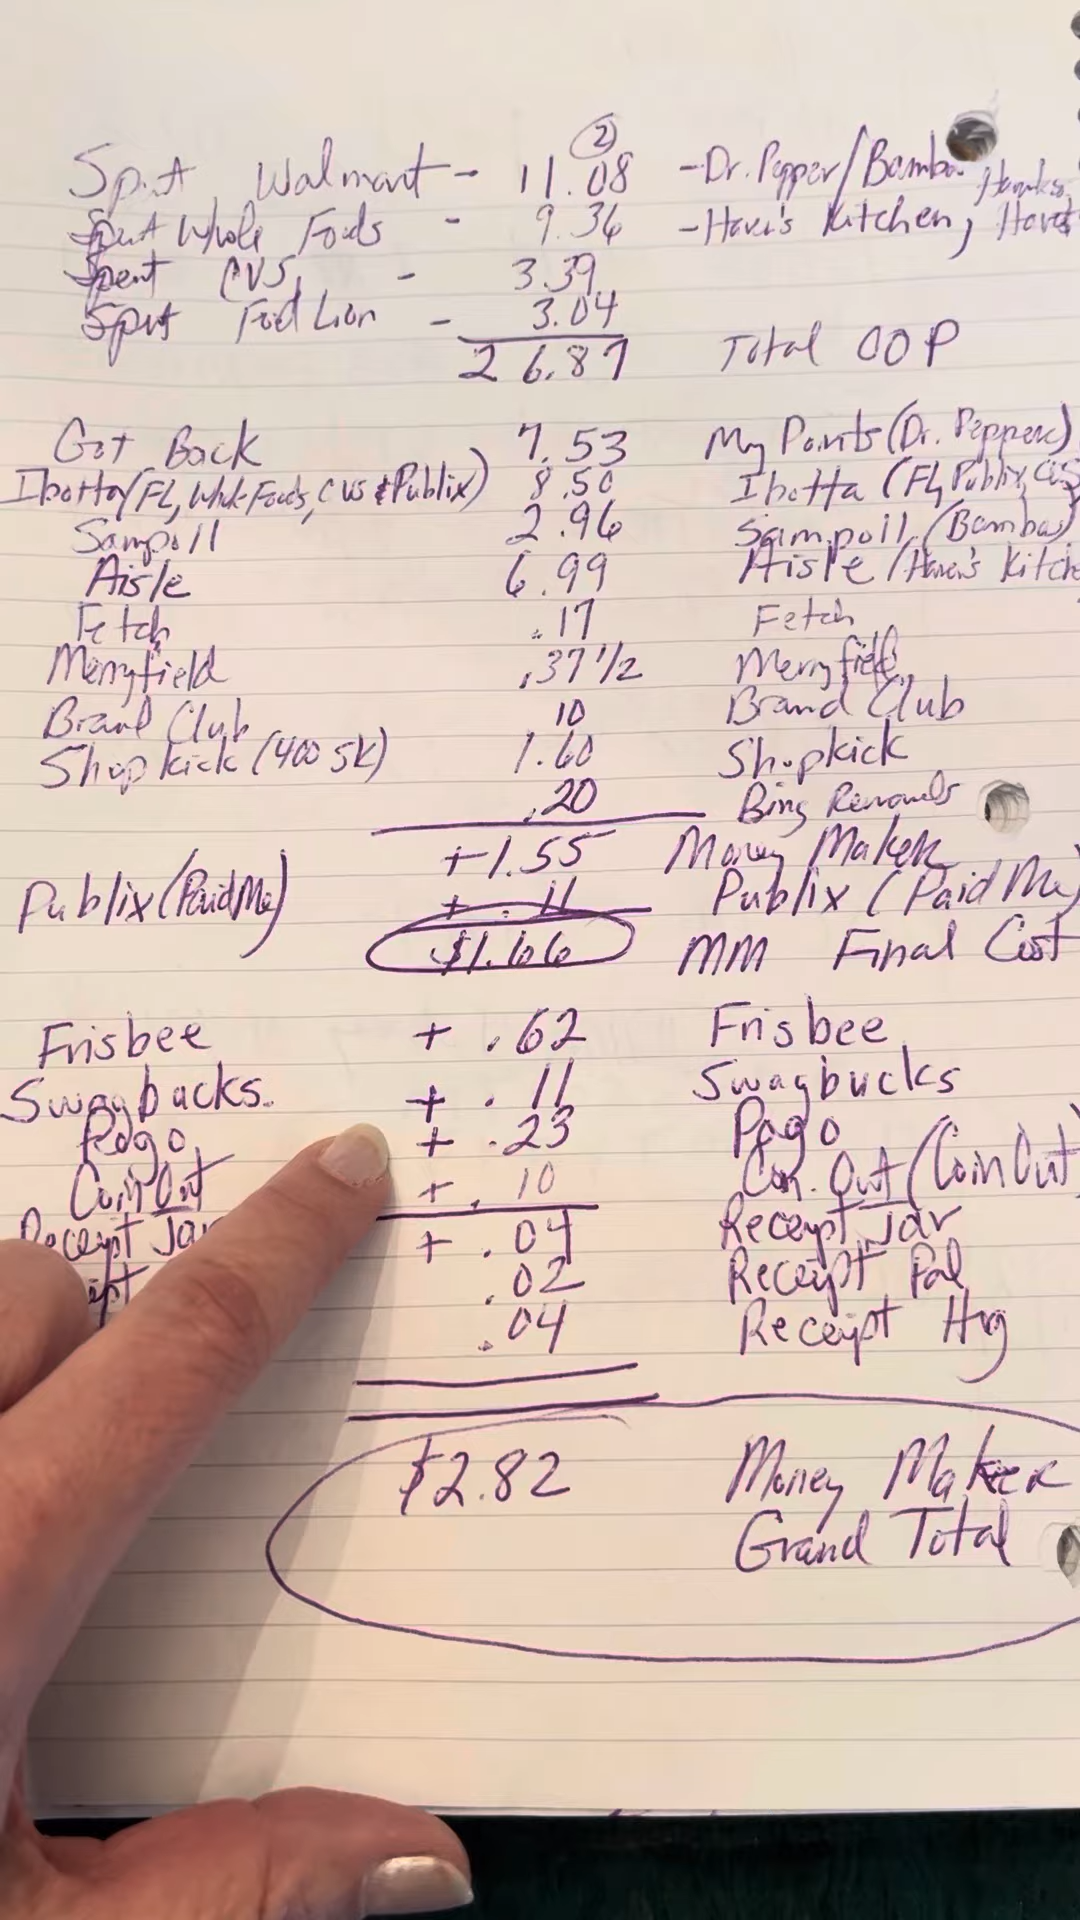 ②
Spent Walmart - 11.08 - Dr. Pepper/Bamba
Spent Whole Foods - 9.36 - Haven's Kitchen,
Spent CVS - 3.39
Spent Food Lion - 3.04
26.87 Total OOP
Got Back 7.53 My Points (Dr. Pepper)
Ibotta (FL, Whole Foods, CVS & Publix) 8.50 Ibotta (FL, Publix, CVS
Sampoll 2.96 Sampoll (Bamba)
Aisle 6.99 Aisle (Haven's Kitche
Fetch .17 Fetch
Merryfield .37 1/2 Merryfield
Brand Club 10 Brand Club
Shopkick (400 SK) 1.60 Shopkick
.20 Bing Rewards
+1.55 Money Maker
Publix (Paid Me) + .11 Publix (Paid Me)
$1.66 MM Final Cost
Frisbee + .62 Frisbee
Swagbucks + .11 Swagbucks
Pogo + .23 Pogo
Coin Out + .10 Coin Out (Coin Out)
Receipt Jar + .04 Receipt Jar
.02 Receipt Pal
.04 Receipt Hog
$2.82 Money Maker
Grand Total